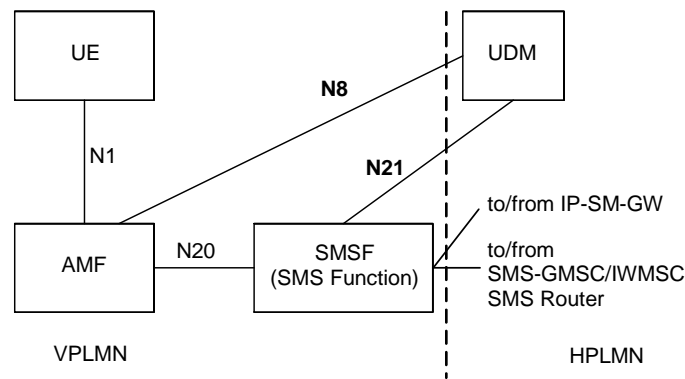 UE
UDM
N8
N1
N21
to/from IP-SM-GW
AMF
N20
SMSF
(SMS Function)
to/from
SMS-GMSC/IWMSC
SMS Router
VPLMN
HPLMN